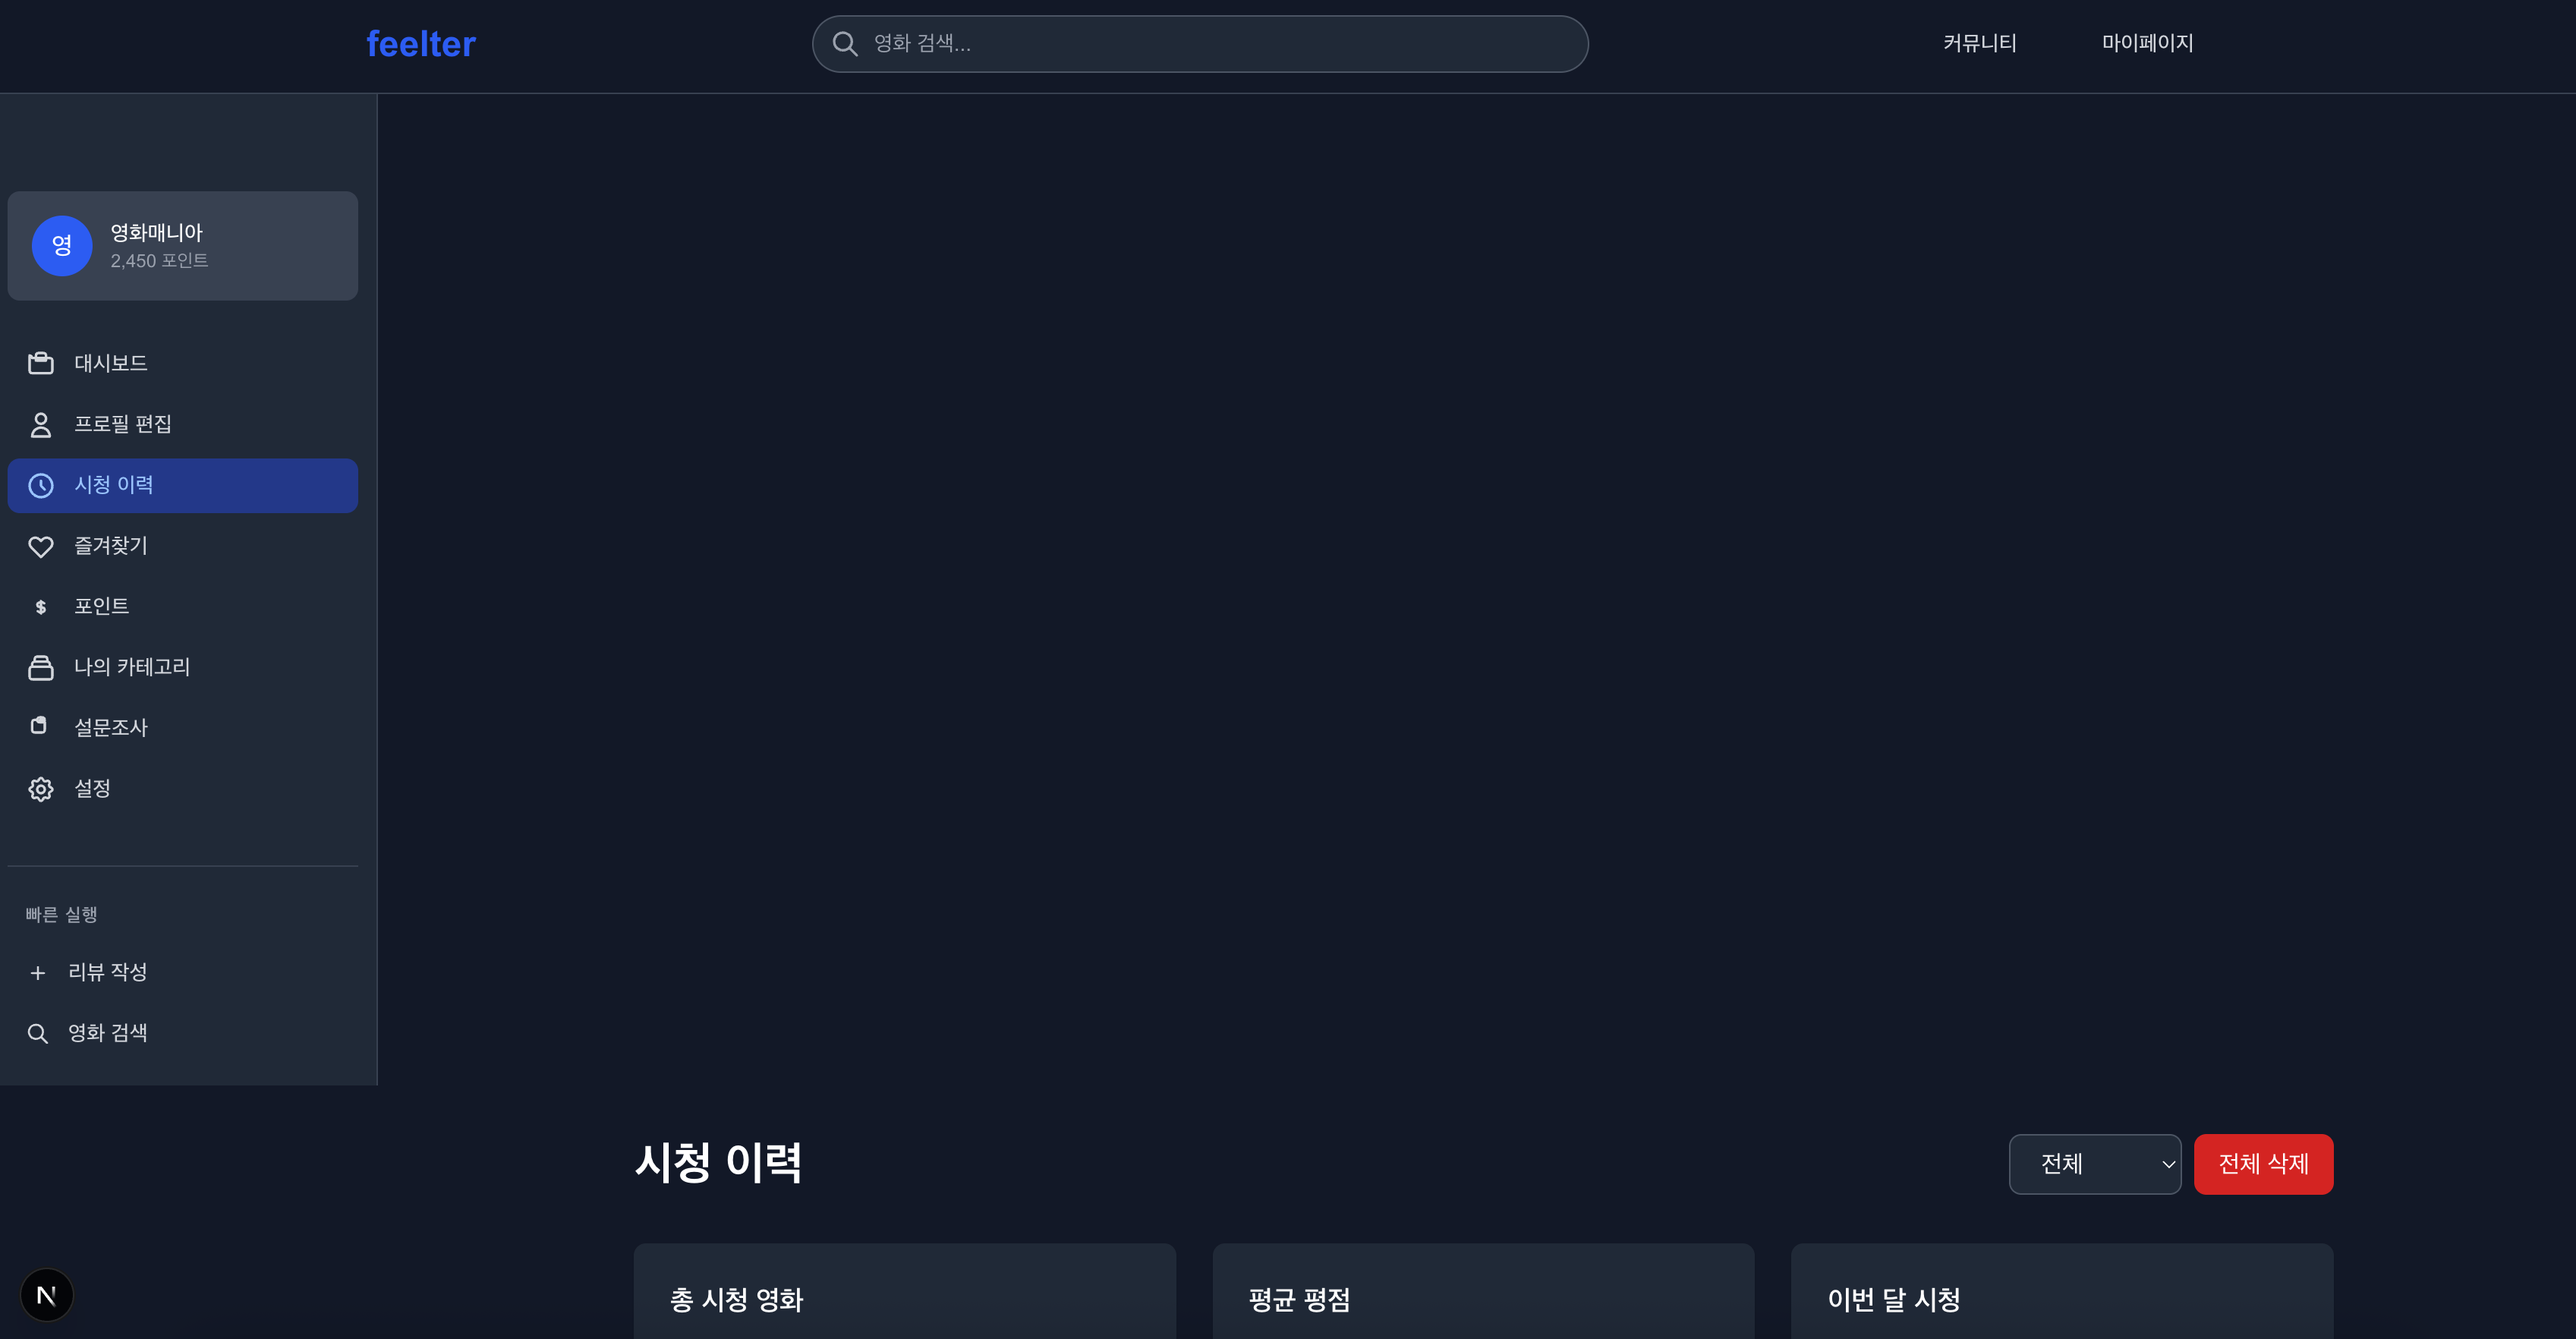 feelter
영화 검색...
커뮤니티
마이페이지
영
영화매니아
2,450 포인트
대시보드
프로필 편집
시청 이력
즐겨찾기
$ 포인트
나의 카테고리
설문조사
설정
빠른 실행
+ 리뷰 작성
영화 검색
시청 이력
전체
전체 삭제
총 시청 영화
평균 평점
이번 달 시청
N